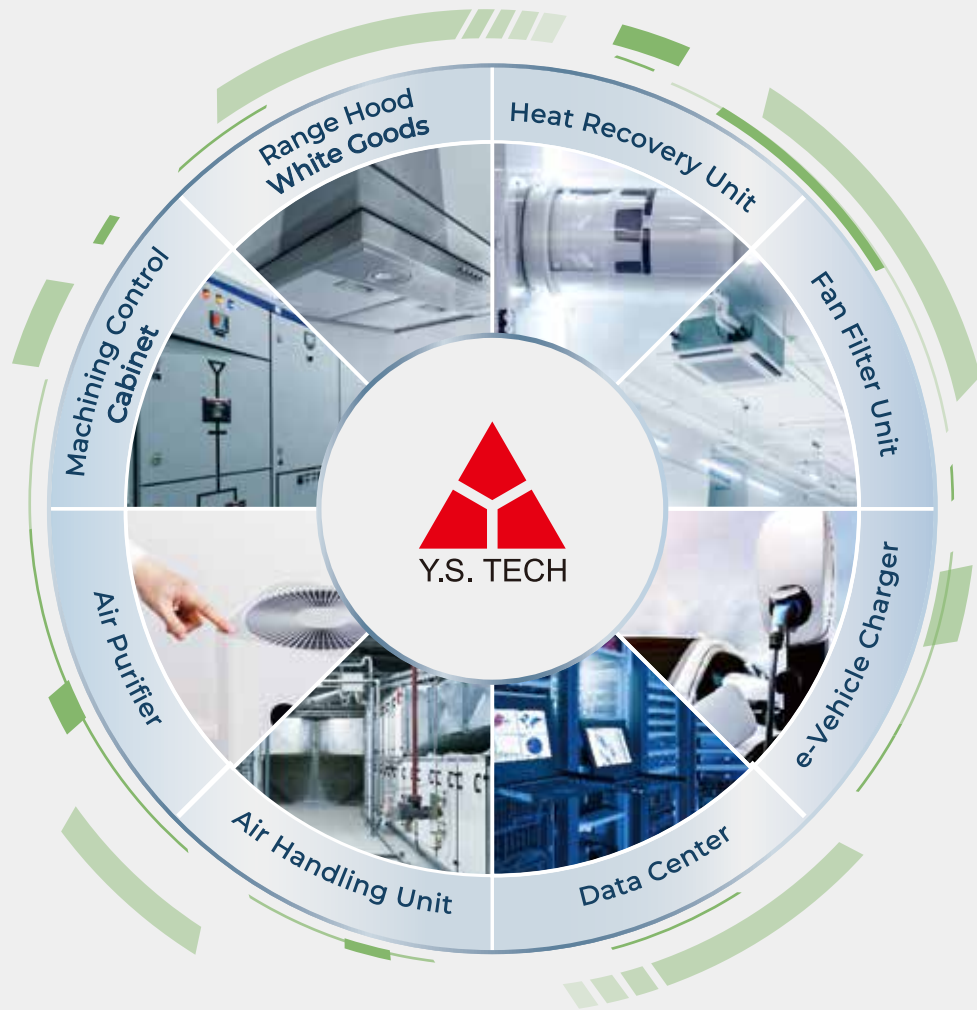 Range Hood
White Goods
Heat Recovery Unit
Fan Filter Unit
e-Vehicle Charger
Data Center
Air Handling Unit
Air Purifier
Machining Control
Cabinet
Y.S. TECH